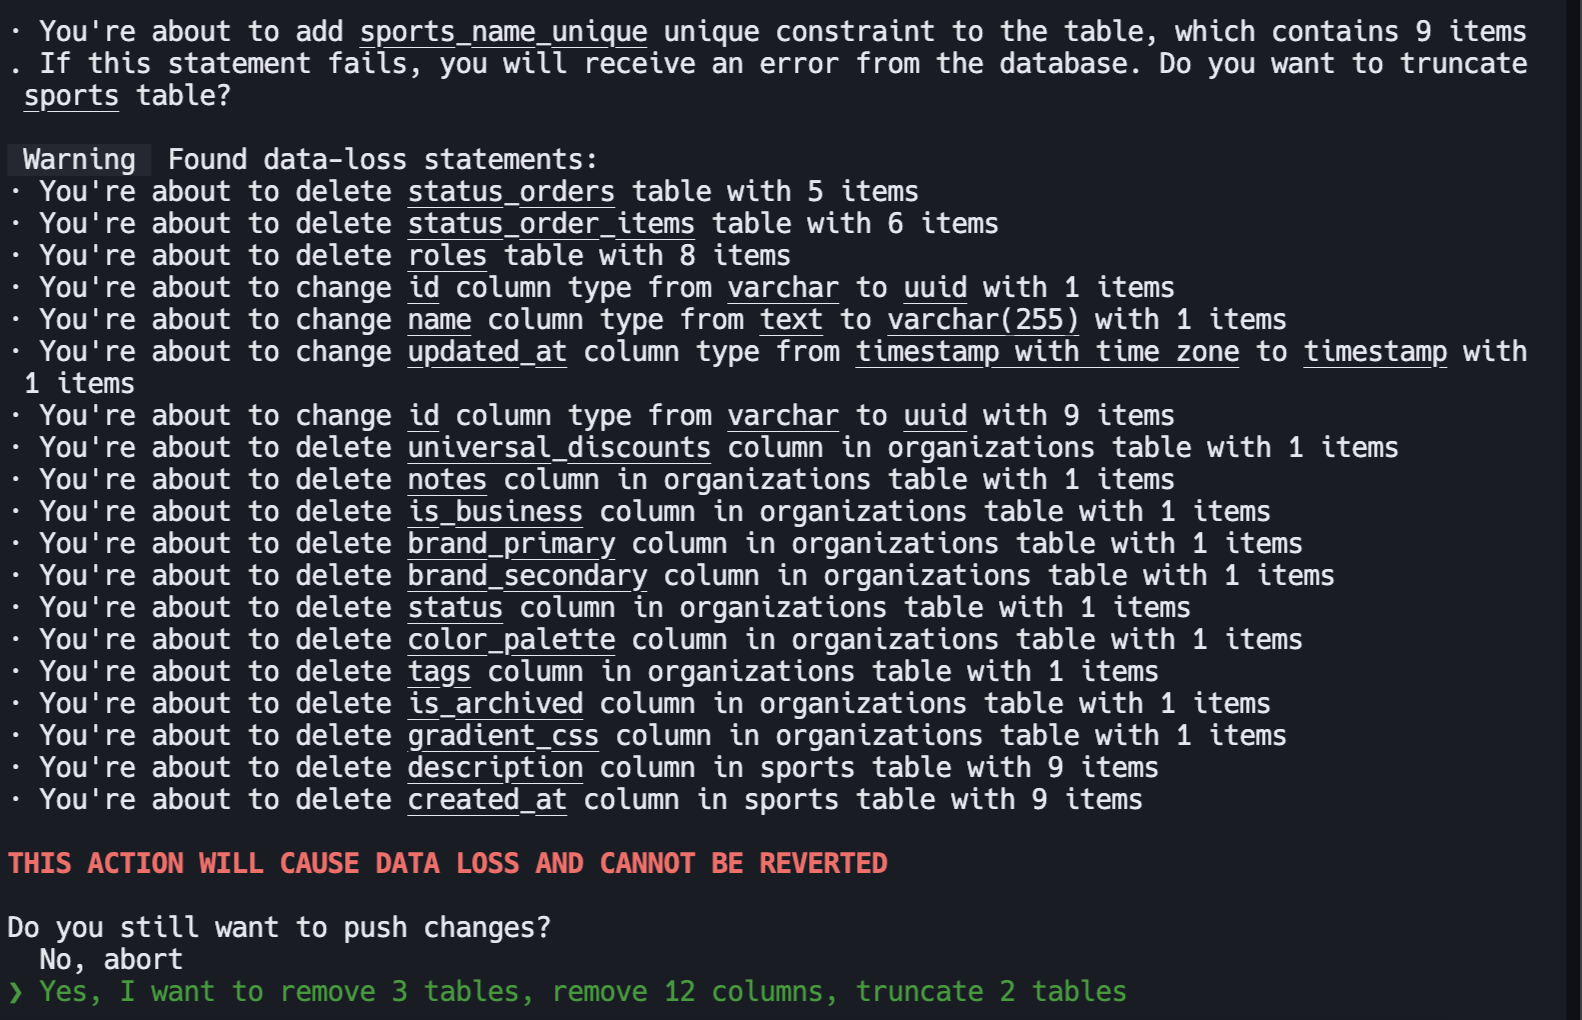 · You're about to add sports_name_unique unique constraint to the table, which contains 9 items
. If this statement fails, you will receive an error from the database. Do you want to truncate
sports table?
Warning Found data-loss statements:
· You're about to delete status_orders table with 5 items
· You're about to delete status_order_items table with 6 items
· You're about to delete roles table with 8 items
· You're about to change id column type from varchar to uuid with 1 items
· You're about to change name column type from text to varchar(255) with 1 items
· You're about to change updated_at column type from timestamp with time zone to timestamp with
1 items
· You're about to change id column type from varchar to uuid with 9 items
· You're about to delete universal_discounts column in organizations table with 1 items
· You're about to delete notes column in organizations table with 1 items
· You're about to delete is_business column in organizations table with 1 items
· You're about to delete brand_primary column in organizations table with 1 items
· You're about to delete brand_secondary column in organizations table with 1 items
· You're about to delete status column in organizations table with 1 items
· You're about to delete color_palette column in organizations table with 1 items
· You're about to delete tags column in organizations table with 1 items
· You're about to delete is_archived column in organizations table with 1 items
· You're about to delete gradient_css column in organizations table with 1 items
· You're about to delete description column in sports table with 9 items
· You're about to delete created_at column in sports table with 9 items
THIS ACTION WILL CAUSE DATA LOSS AND CANNOT BE REVERTED
Do you still want to push changes?
No, abort
❯ Yes, I want to remove 3 tables, remove 12 columns, truncate 2 tables